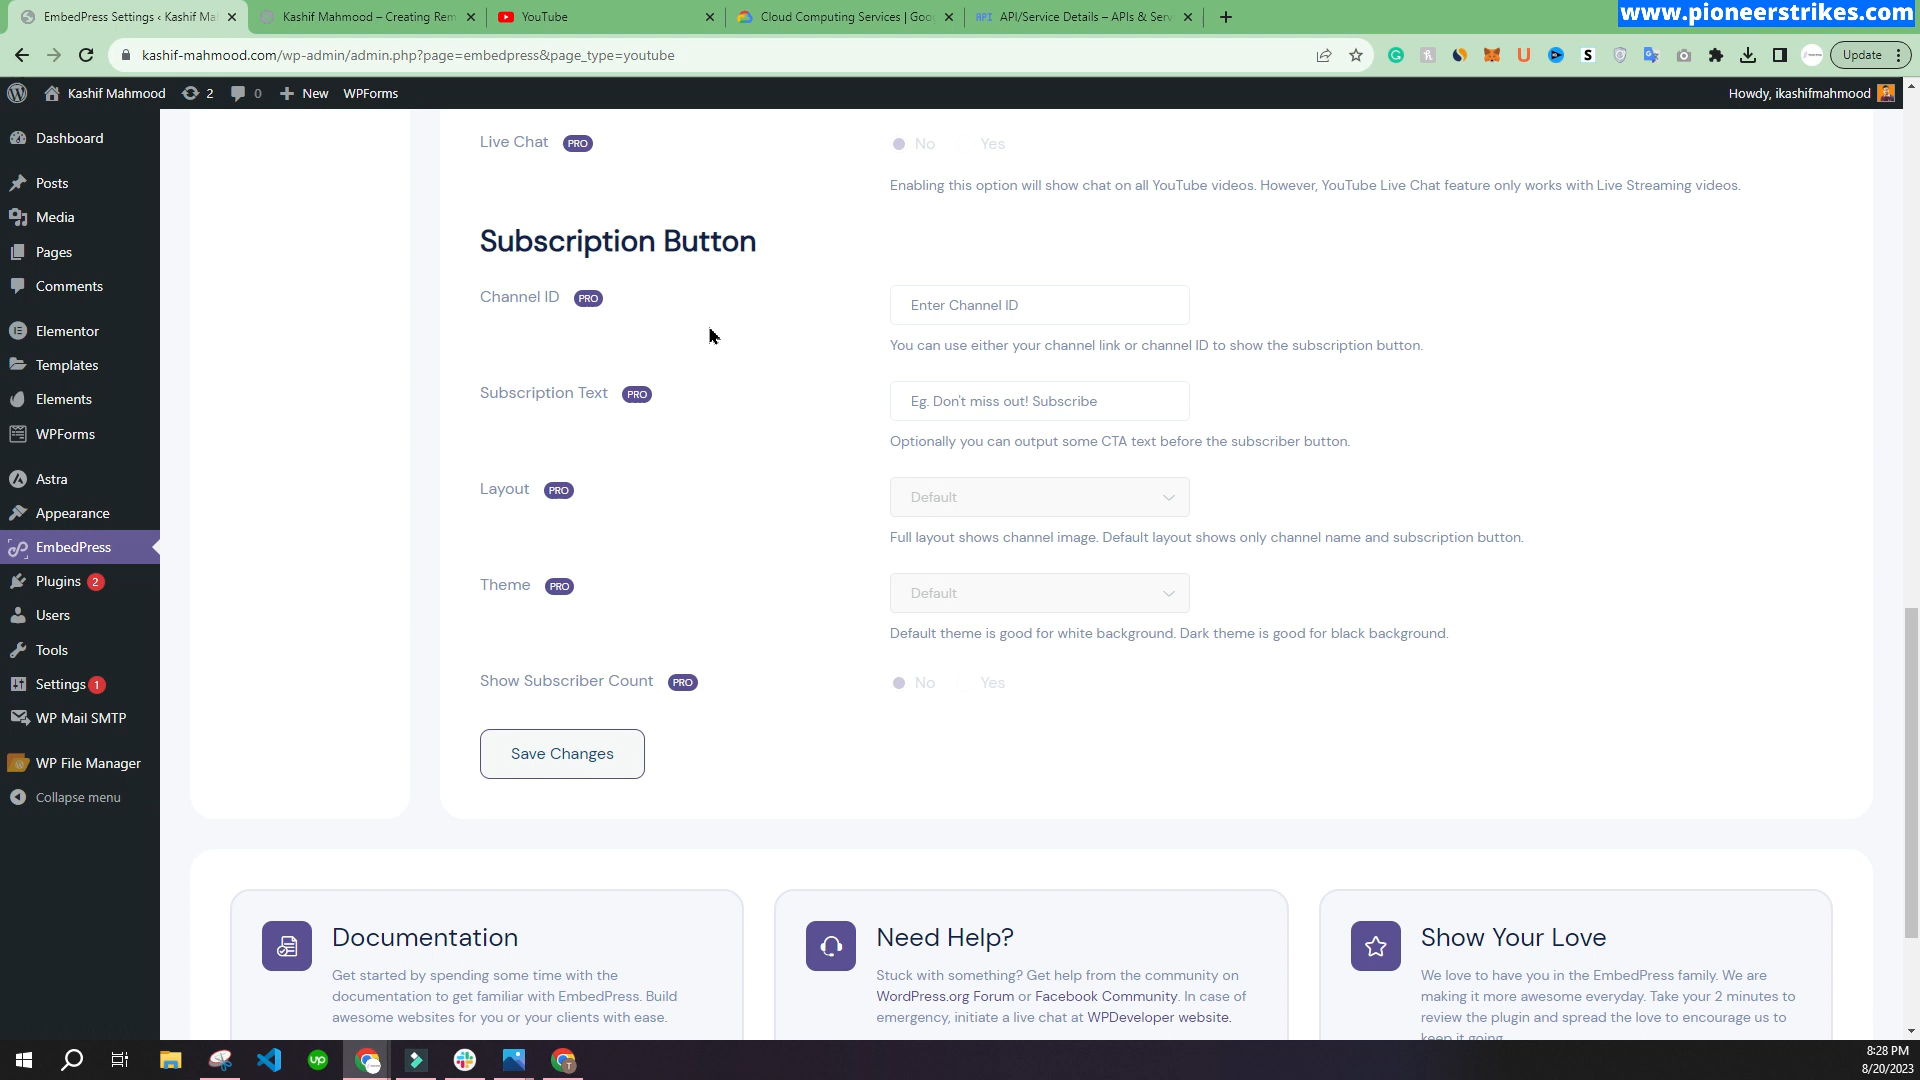 EmbedPress Settings ‹ Kashif Ma
Kashif Mahmood – Creating Rem
YouTube
Cloud Computing Services | Goo
API
API/Service Details – APIs & Serv
www.pioneerstrikes.com
kashif-mahmood.com/wp-admin/admin.php?page=embedpress&page_type=youtube
Update
Kashif Mahmood
2
0
New
WPForms
Howdy, ikashifmahmood
Dashboard
Posts
Media
Pages
Comments
Elementor
Templates
Elements
WPForms
Astra
Appearance
EmbedPress
Plugins 2
Users
Tools
Settings 1
WP Mail SMTP
WP File Manager
Collapse menu
Live Chat PRO
No Yes
Enabling this option will show chat on all YouTube videos. However, YouTube Live Chat feature only works with Live Streaming videos.
Subscription Button
Channel ID PRO
Enter Channel ID
You can use either your channel link or channel ID to show the subscription button.
Subscription Text PRO
Eg. Don't miss out! Subscribe
Optionally you can output some CTA text before the subscriber button.
Layout PRO
Default
Full layout shows channel image. Default layout shows only channel name and subscription button.
Theme PRO
Default
Default theme is good for white background. Dark theme is good for black background.
Show Subscriber Count PRO
No Yes
Save Changes
Documentation
Get started by spending some time with the
documentation to get familiar with EmbedPress. Build
awesome websites for you or your clients with ease.
Need Help?
Stuck with something? Get help from the community on
WordPress.org Forum or Facebook Community. In case of
emergency, initiate a live chat at WPDeveloper website.
Show Your Love
We love to have you in the EmbedPress family. We are
making it more awesome everyday. Take your 2 minutes to
review the plugin and spread the love to encourage us to
keep it going.
8:28 PM
8/20/2023